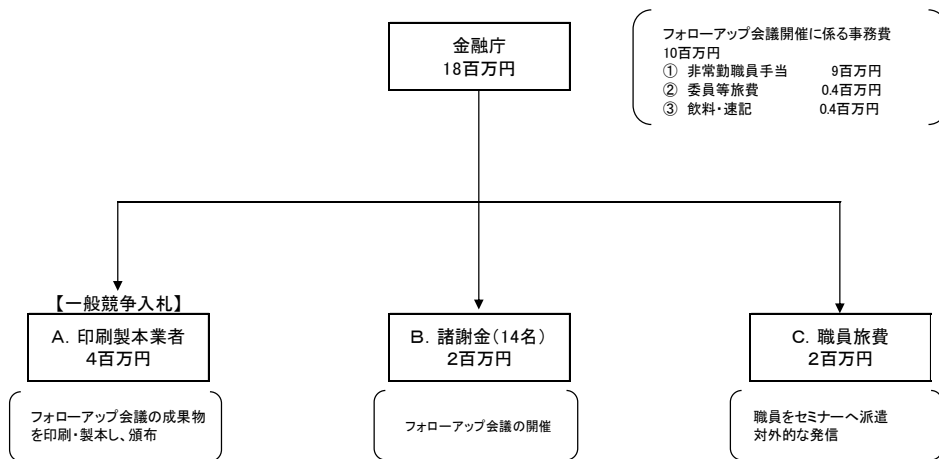 金融庁
18百万円
フォローアップ会議開催に係る事務費
10百万円
① 非常勤職員手当 9百万円
② 委員等旅費 0.4百万円
③ 飲料・速記 0.4百万円
【一般競争入札】
A. 印刷製本業者
4百万円
B. 諸謝金(14名)
2百万円
C. 職員旅費
2百万円
フォローアップ会議の成果物
を印刷・製本し、頒布
フォローアップ会議の開催
職員をセミナーへ派遣
対外的な発信